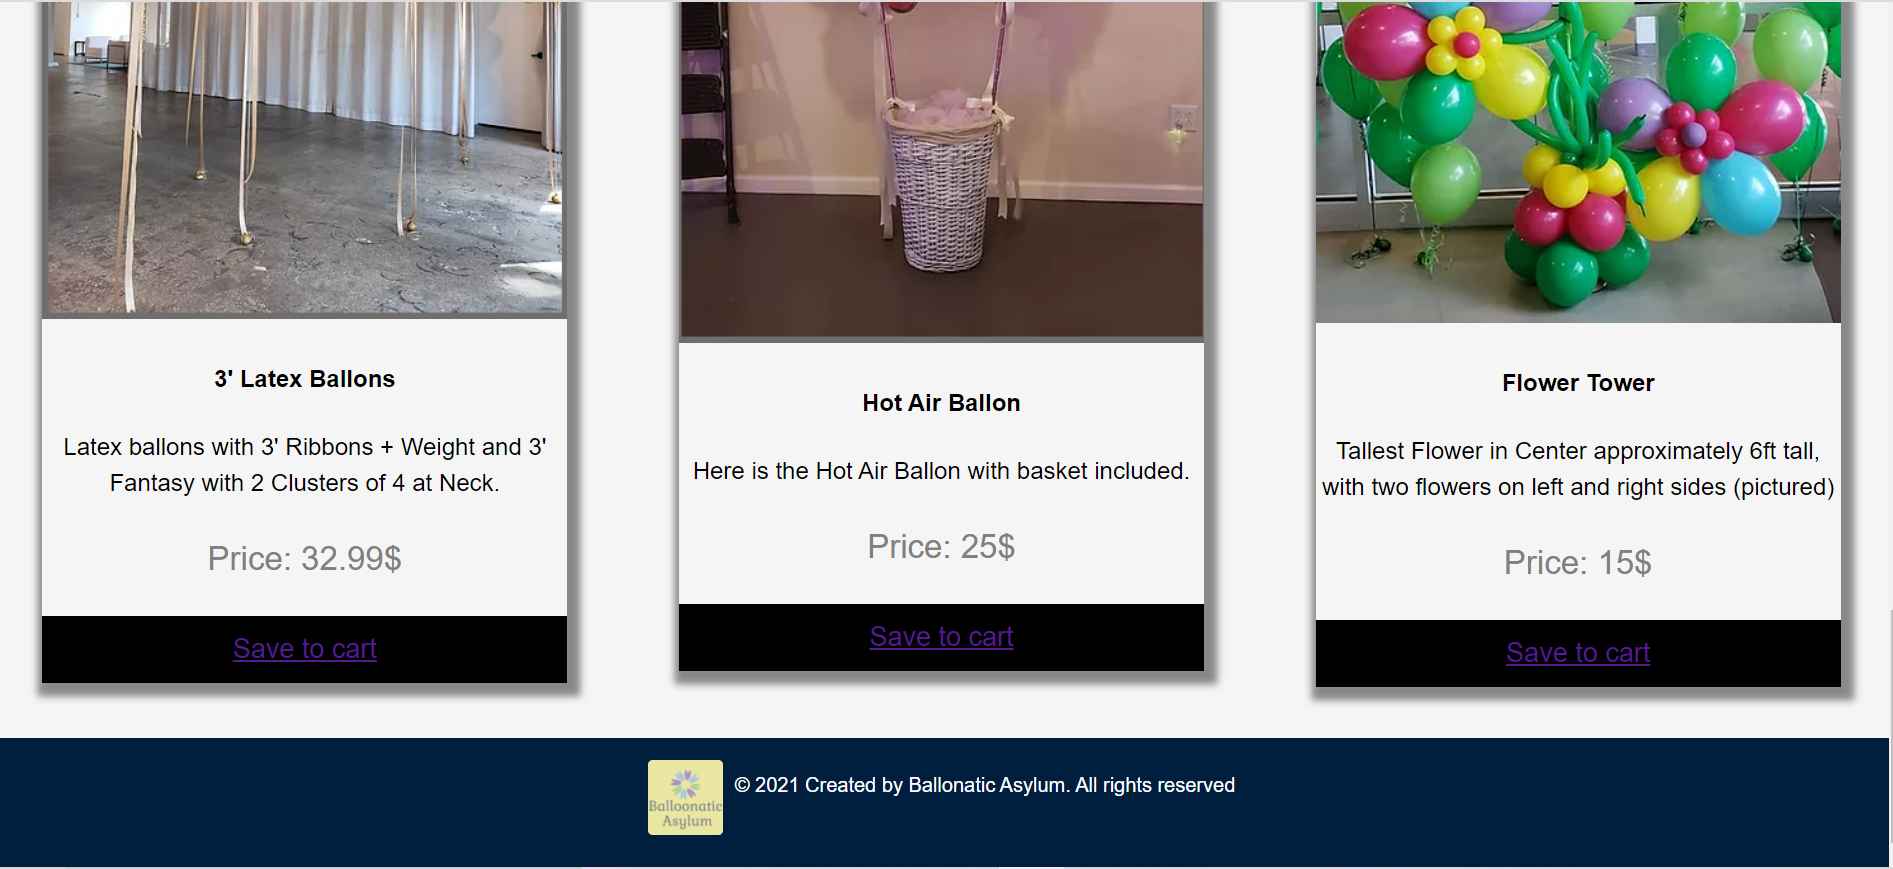 3' Latex Ballons
Latex ballons with 3' Ribbons + Weight and 3'
Fantasy with 2 Clusters of 4 at Neck.
Price: 32.99$
Save to cart
Hot Air Ballon
Here is the Hot Air Ballon with basket included.
Price: 25$
Save to cart
Flower Tower
Tallest Flower in Center approximately 6ft tall,
with two flowers on left and right sides (pictured)
Price: 15$
Save to cart
Balloonatic
Asylum
© 2021 Created by Ballonatic Asylum. All rights reserved